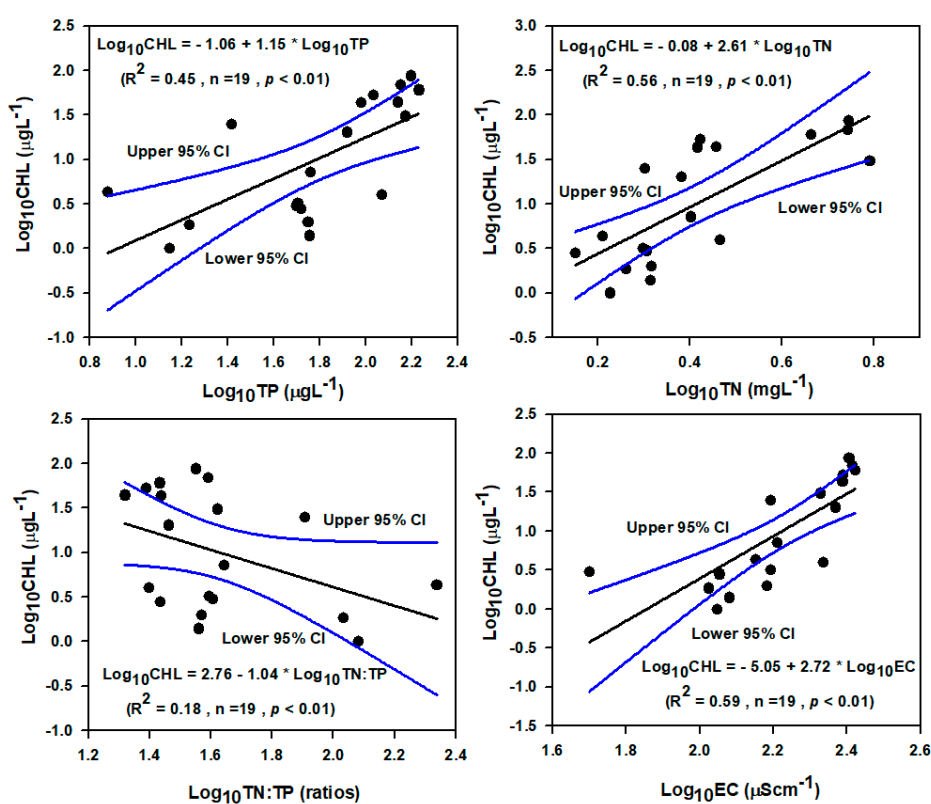 Log10CHL = - 1.06 + 1.15 * Log10TP
(R2 = 0.45 , n =19 , p < 0.01)
Upper 95% CI
Lower 95% CI
Log10CHL (μgL-1)
2.5
2.0
1.5
1.0
0.5
0.0
-0.5
-1.0
0.8 1.0 1.2 1.4 1.6 1.8 2.0 2.2 2.4
Log10TP (μgL-1)
Log10CHL = - 0.08 + 2.61 * Log10TN
(R2 = 0.56 , n =19 , p < 0.01)
Upper 95% CI
Lower 95% CI
Log10CHL (μgL-1)
3.0
2.5
2.0
1.5
1.0
0.5
0.0
-0.5
0.2 0.4 0.6 0.8
Log10TN (mgL-1)
Upper 95% CI
Lower 95% CI
Log10CHL = 2.76 - 1.04 * Log10TN:TP
(R2 = 0.18 , n =19 , p < 0.01)
Log10CHL (μgL-1)
2.5
2.0
1.5
1.0
0.5
0.0
-0.5
-1.0
1.2 1.4 1.6 1.8 2.0 2.2 2.4
Log10TN:TP (ratios)
Upper 95% CI
Lower 95% CI
Log10CHL = - 5.05 + 2.72 * Log10EC
(R2 = 0.59 , n =19 , p < 0.01)
Log10CHL (μgL-1)
2.5
2.0
1.5
1.0
0.5
0.0
-0.5
-1.0
-1.5
1.6 1.8 2.0 2.2 2.4 2.6
Log10EC (μScm-1)